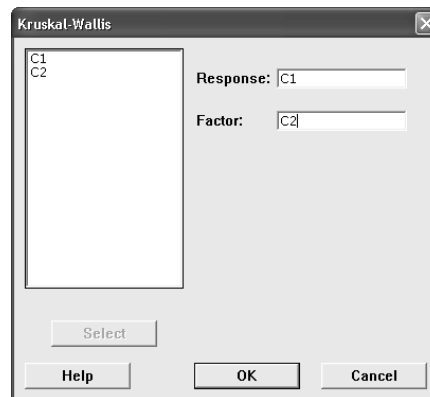 Kruskal-Wallis
C1
C2
Response: C1
Factor: C2
Select
Help OK Cancel